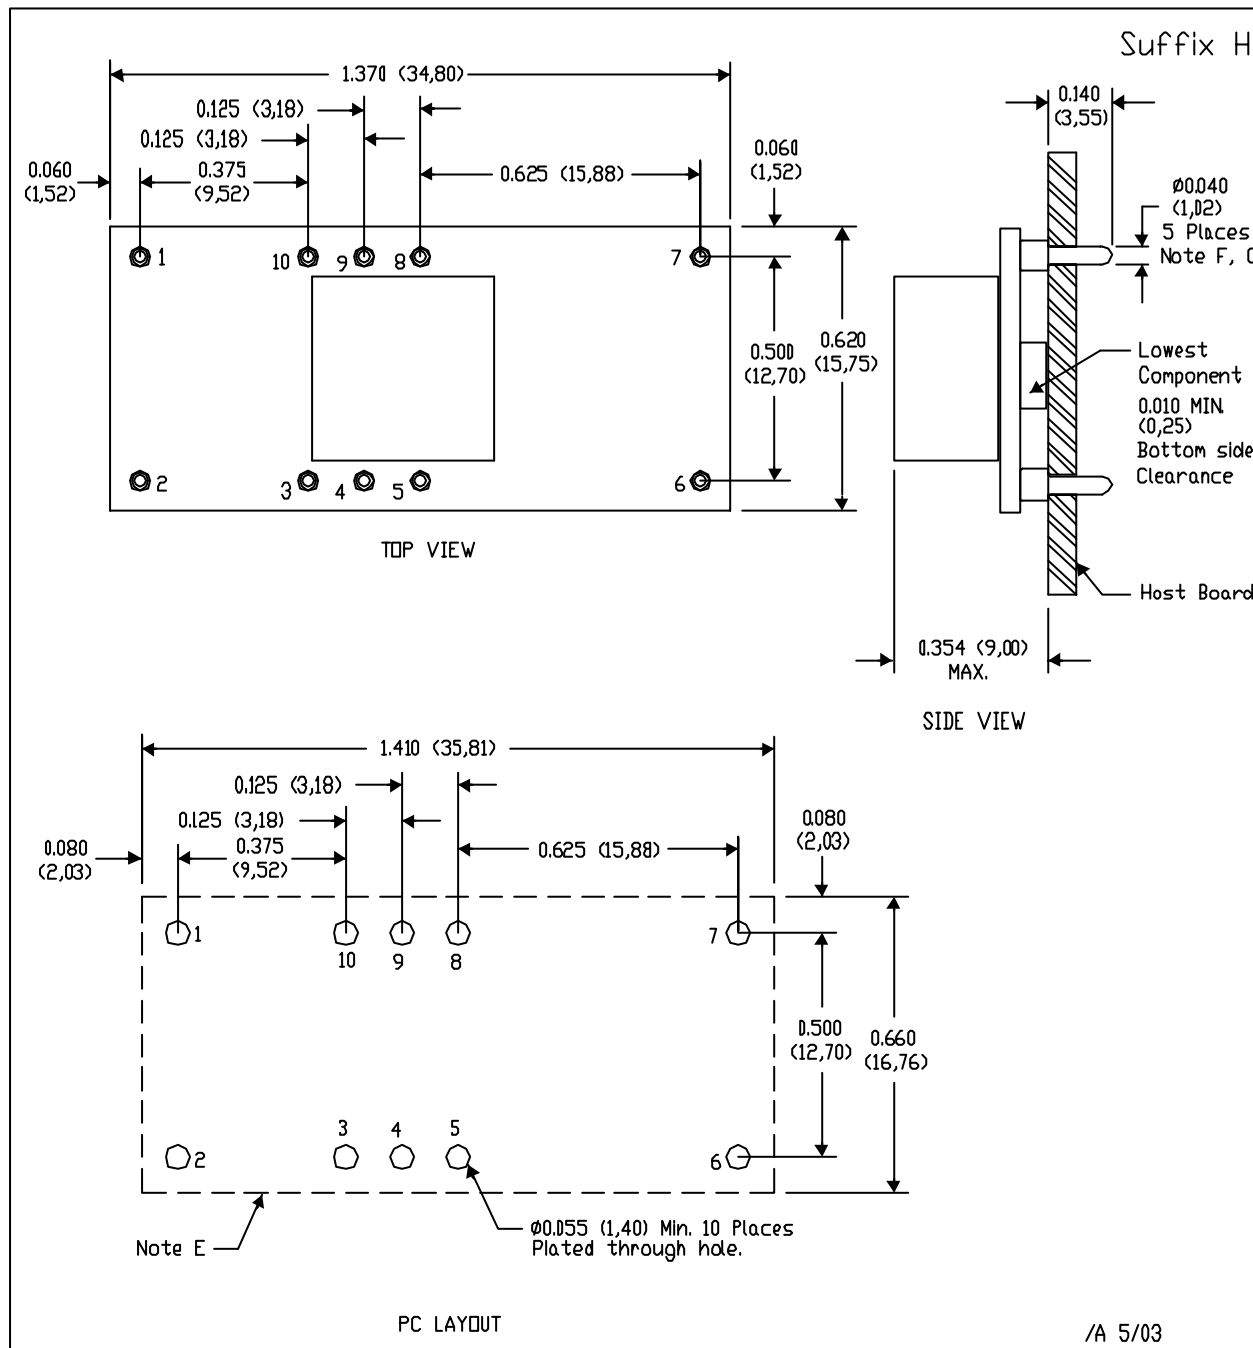 Suffix H
1.370 (34,80)
0.125 (3,18)
0.125 (3,18)
0.060
(1,52)
0.375
(9,52)
0.625 (15,88)
0.060
(1,52)
1
10
9
8
7
0.500
(12,70)
0.620
(15,75)
2
3
4
5
6
TOP VIEW
0.140
(3,55)
Ø0.040
(1,02)
5 Places
Note F,
Lowest
Component
0.010 MIN.
(0,25)
Bottom side
Clearance
Host Board
0.354 (9,00)
MAX.
SIDE VIEW
1.410 (35,81)
0.125 (3,18)
0.125 (3,18)
0.080
(2,03)
0.375
(9,52)
0.625 (15,88)
0.080
(2,03)
1
10
9
8
7
0.500
(12,70)
0.660
(16,76)
2
3
4
5
6
Note E
Ø0.055 (1,40) Min. 10 Places
Plated through hole.
PC LAYOUT
/A 5/03